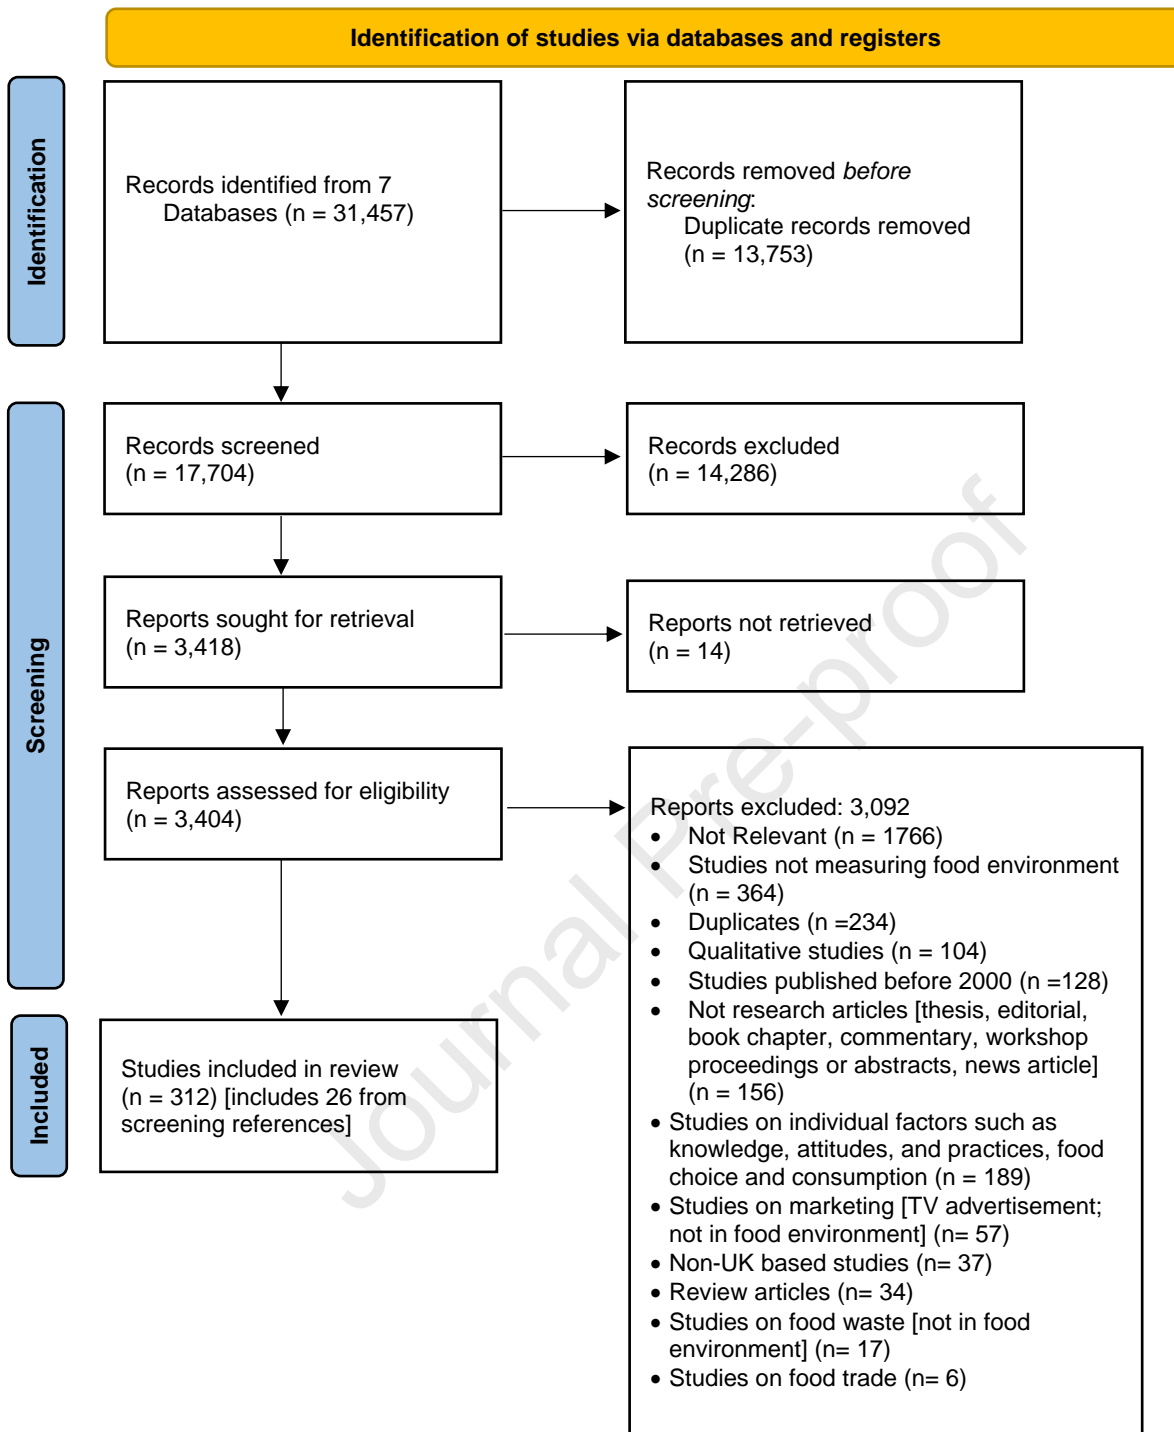 Identification of studies via databases and registers
Identification
Records identified from 7
Databases (n = 31,457)
Records removed before
screening:
Duplicate records removed
(n = 13,753)
Screening
Records screened
(n = 17,704)
Records excluded
(n = 14,286)
Reports sought for retrieval
(n = 3,418)
Reports not retrieved
(n = 14)
Reports assessed for eligibility
(n = 3,404)
Reports excluded: 3,092
• Not Relevant (n = 1766)
• Studies not measuring food environment
(n = 364)
• Duplicates (n =234)
• Qualitative studies (n = 104)
• Studies published before 2000 (n =128)
• Not research articles [thesis, editorial,
book chapter, commentary, workshop
proceedings or abstracts, news article]
(n = 156)
• Studies on individual factors such as
knowledge, attitudes, and practices, food
choice and consumption (n = 189)
• Studies on marketing [TV advertisement;
not in food environment] (n= 57)
• Non-UK based studies (n= 37)
• Review articles (n= 34)
• Studies on food waste [not in food
environment] (n= 17)
• Studies on food trade (n= 6)
Included
Studies included in review
(n = 312) [includes 26 from
screening references]
Journal Pre-proof